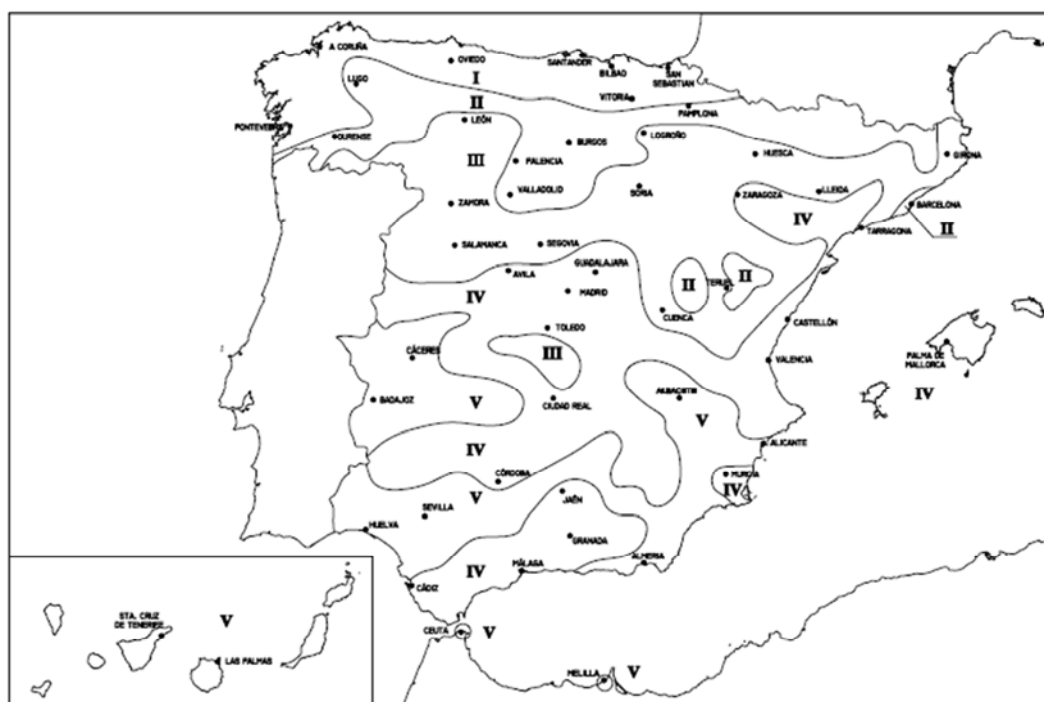 A CORUÑA
OVIEDO
SANTANDER
BILBAO
SAN
SEBASTIAN
LUGO
I
VITORIA
II
PAMPLONA
PONTEVEDRA
OURENSE
LEÓN
LOGROÑO
BURGOS
HUESCA
GIRONA
III
PALENCIA
ZAMORA
VALLADOLID
SORIA
ZARAGOZA
LLEIDA
IV
BARCELONA
TARRAGONA
II
SALAMANCA
SEGOVIA
AVILA
GUADALAJARA
IV
MADRID
II
TERUEL
II
CUENCA
CASTELLÓN
TOLEDO
CÁCERES
III
VALENCIA
PALMA DE
MALLORCA
IV
BADAJOZ
V
CIUDAD REAL
ALBACETE
V
IV
ALICANTE
CÓRDOBA
MURCIA
IV
V
JAÉN
SEVILLA
HUELVA
GRANADA
IV
MÁLAGA
ALMERIA
CÁDIZ
CEUTA
V
MELILLA
V
STA. CRUZ
DE TENERIFE
V
LAS PALMAS